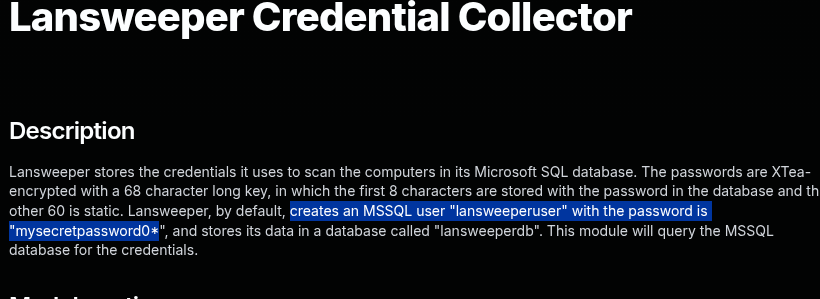 Lansweeper Credential Collector
Description
Lansweeper stores the credentials it uses to scan the computers in its Microsoft SQL database. The passwords are XTea-
encrypted with a 68 character long key, in which the first 8 characters are stored with the password in the database and th
other 60 is static. Lansweeper, by default, creates an MSSQL user "lansweeperuser" with the password is
"mysecretpassword0*", and stores its data in a database called "lansweeperdb". This module will query the MSSQL
database for the credentials.